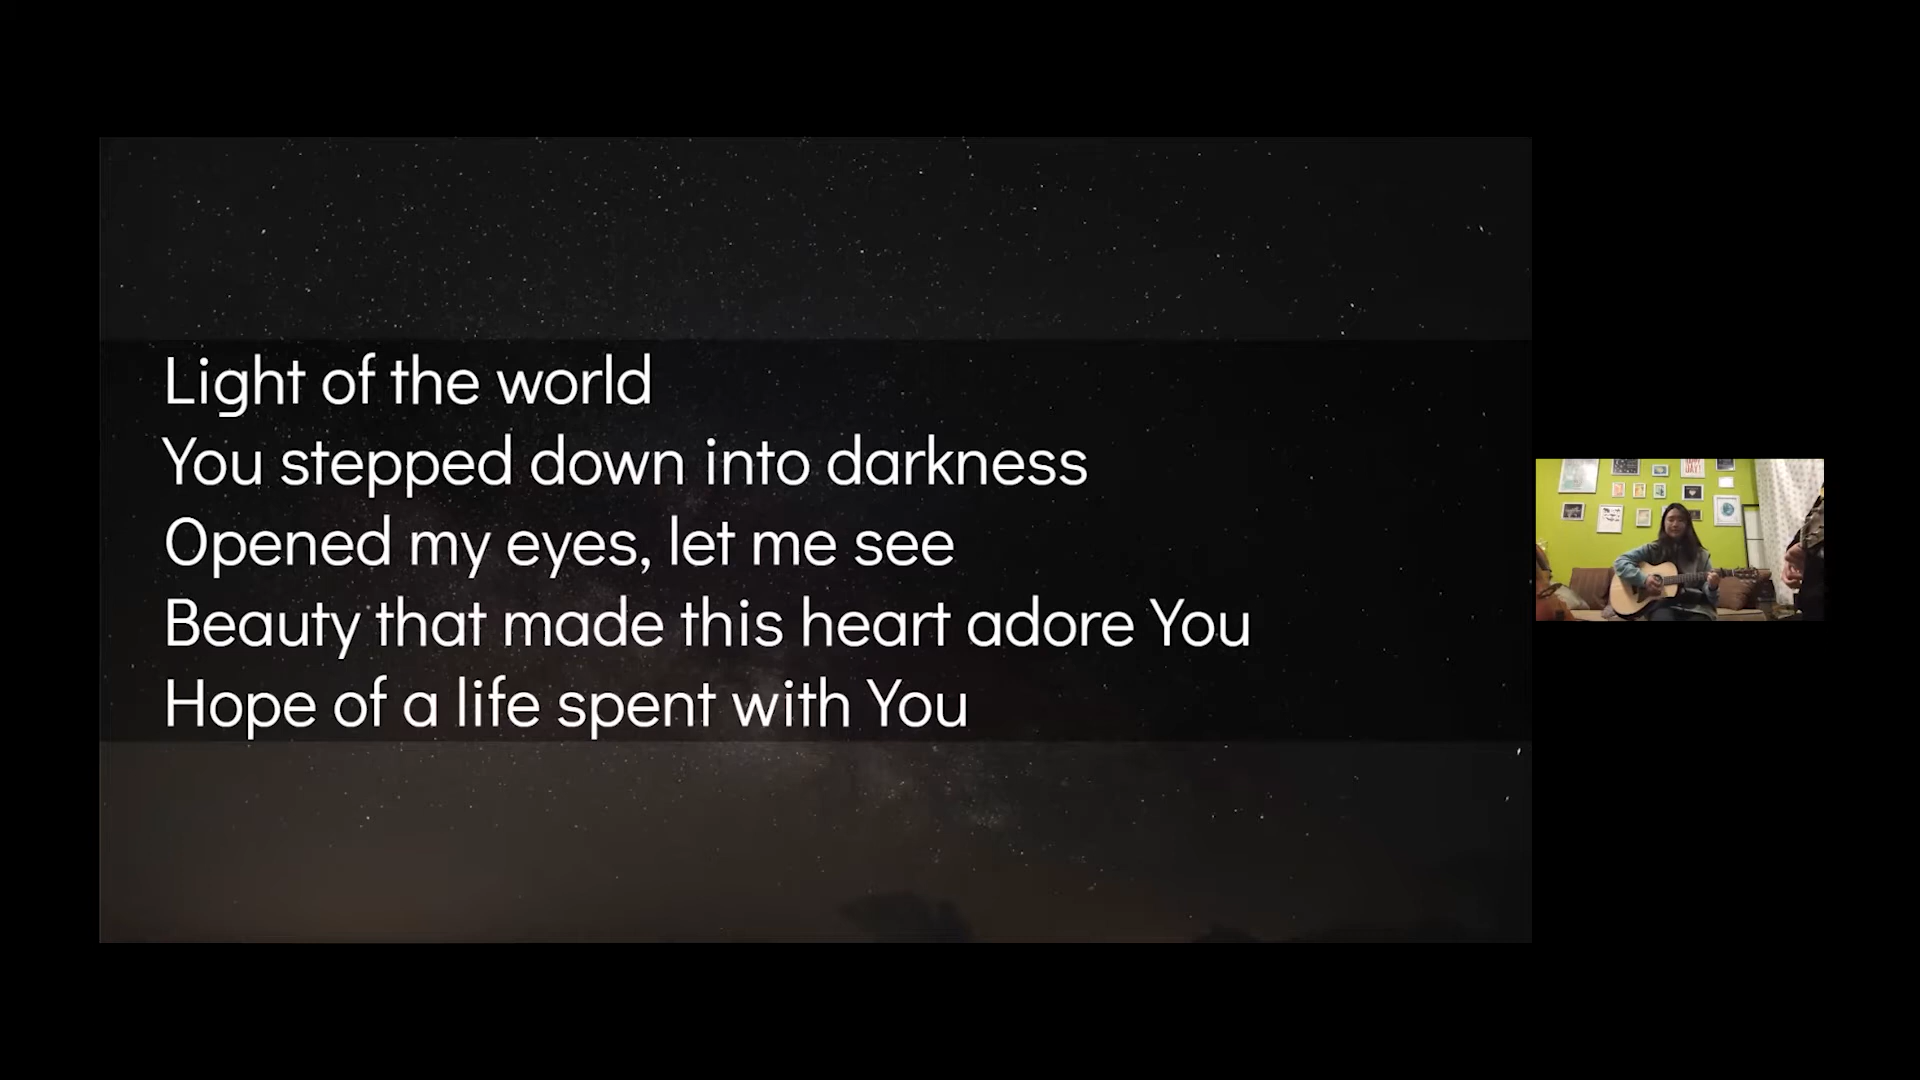 Light of the world
You stepped down into darkness
Opened my eyes, let me see
Beauty that made this heart adore You
Hope of a life spent with You